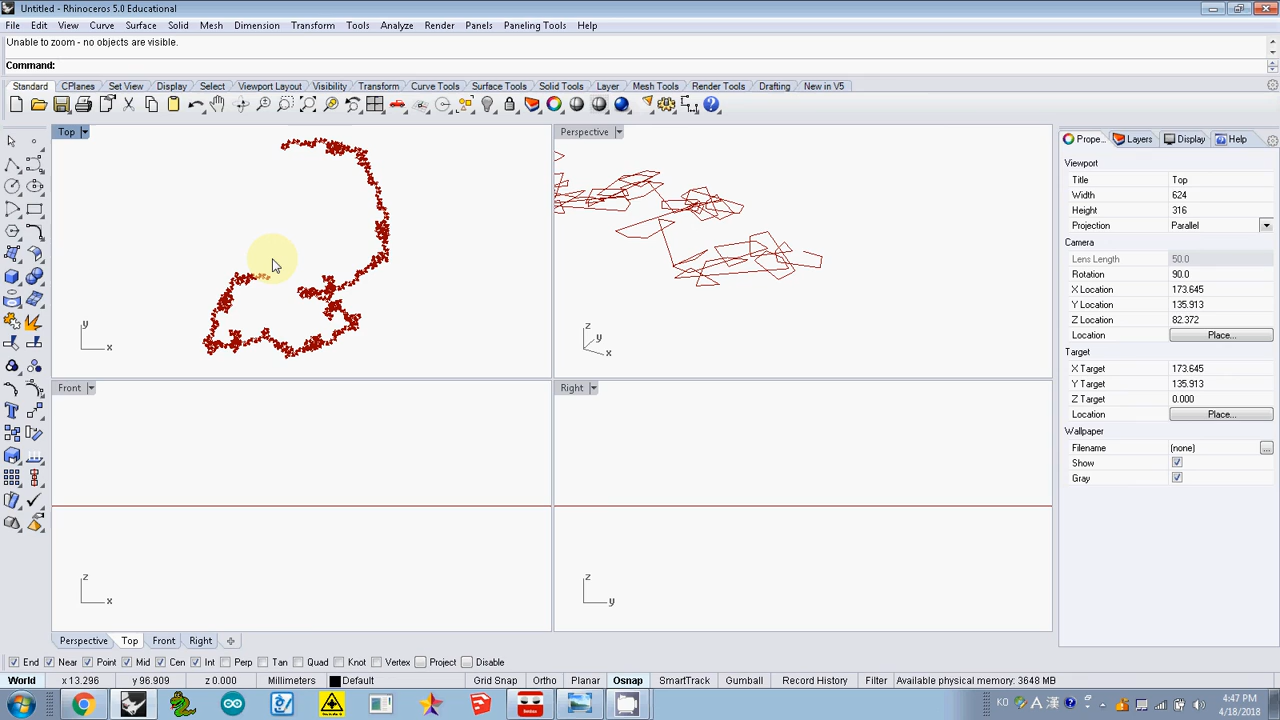 Untitled - Rhinoceros 5.0 Educational
File Edit View Curve Surface Solid Mesh Dimension Transform Tools Analyze Render Panels Paneling Tools Help
Unable to zoom - no objects are visible.
Command:
Standard CPlanes Set View Display Select Viewport Layout Visibility Transform Curve Tools Surface Tools Solid Tools Layer Mesh Tools Render Tools Drafting New in V5
Top
y
x
Perspective
z
y
x
Front
z
x
Right
z
y
Prope... Layers Display Help
Viewport
Title Top
Width 624
Height 316
Projection Parallel
Camera
Lens Length 50.0
Rotation 90.0
X Location 173.645
Y Location 135.913
Z Location 82.372
Location Place...
Target
X Target 173.645
Y Target 135.913
Z Target 0.000
Location Place...
Wallpaper
Filename (none) ...
Show
Gray
Perspective Top Front Right
End Near Point Mid Cen Int Perp Tan Quad Knot Vertex Project Disable
World x 13.296 y 96.909 z 0.000 Millimeters Default Grid Snap Ortho Planar Osnap SmartTrack Gumball Record History Filter Available physical memory: 3648 MB
KO A 漢
4:47 PM
4/18/2018